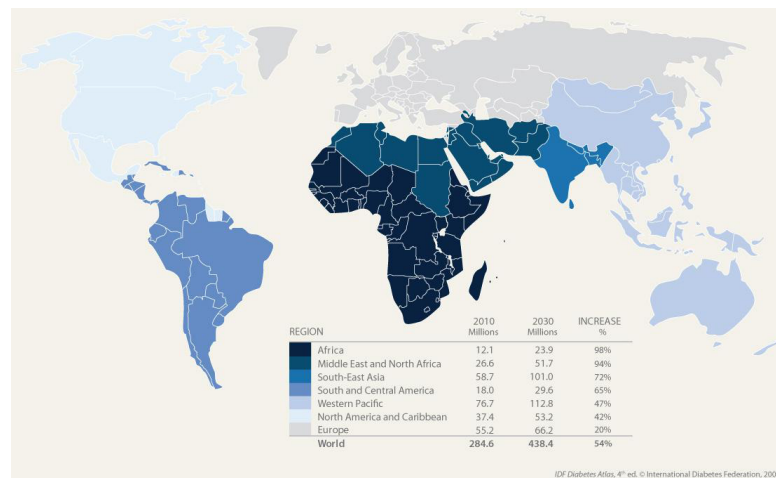 REGION 2010 Millions 2030 Millions INCREASE %
Africa 12.1 23.9 98%
Middle East and North Africa 26.6 51.7 94%
South-East Asia 58.7 101.0 72%
South and Central America 18.0 29.6 65%
Western Pacific 76.7 112.8 47%
North America and Caribbean 37.4 53.2 42%
Europe 55.2 66.2 20%
World 284.6 438.4 54%
IDF Diabetes Atlas, 4th ed. © International Diabetes Federation, 200